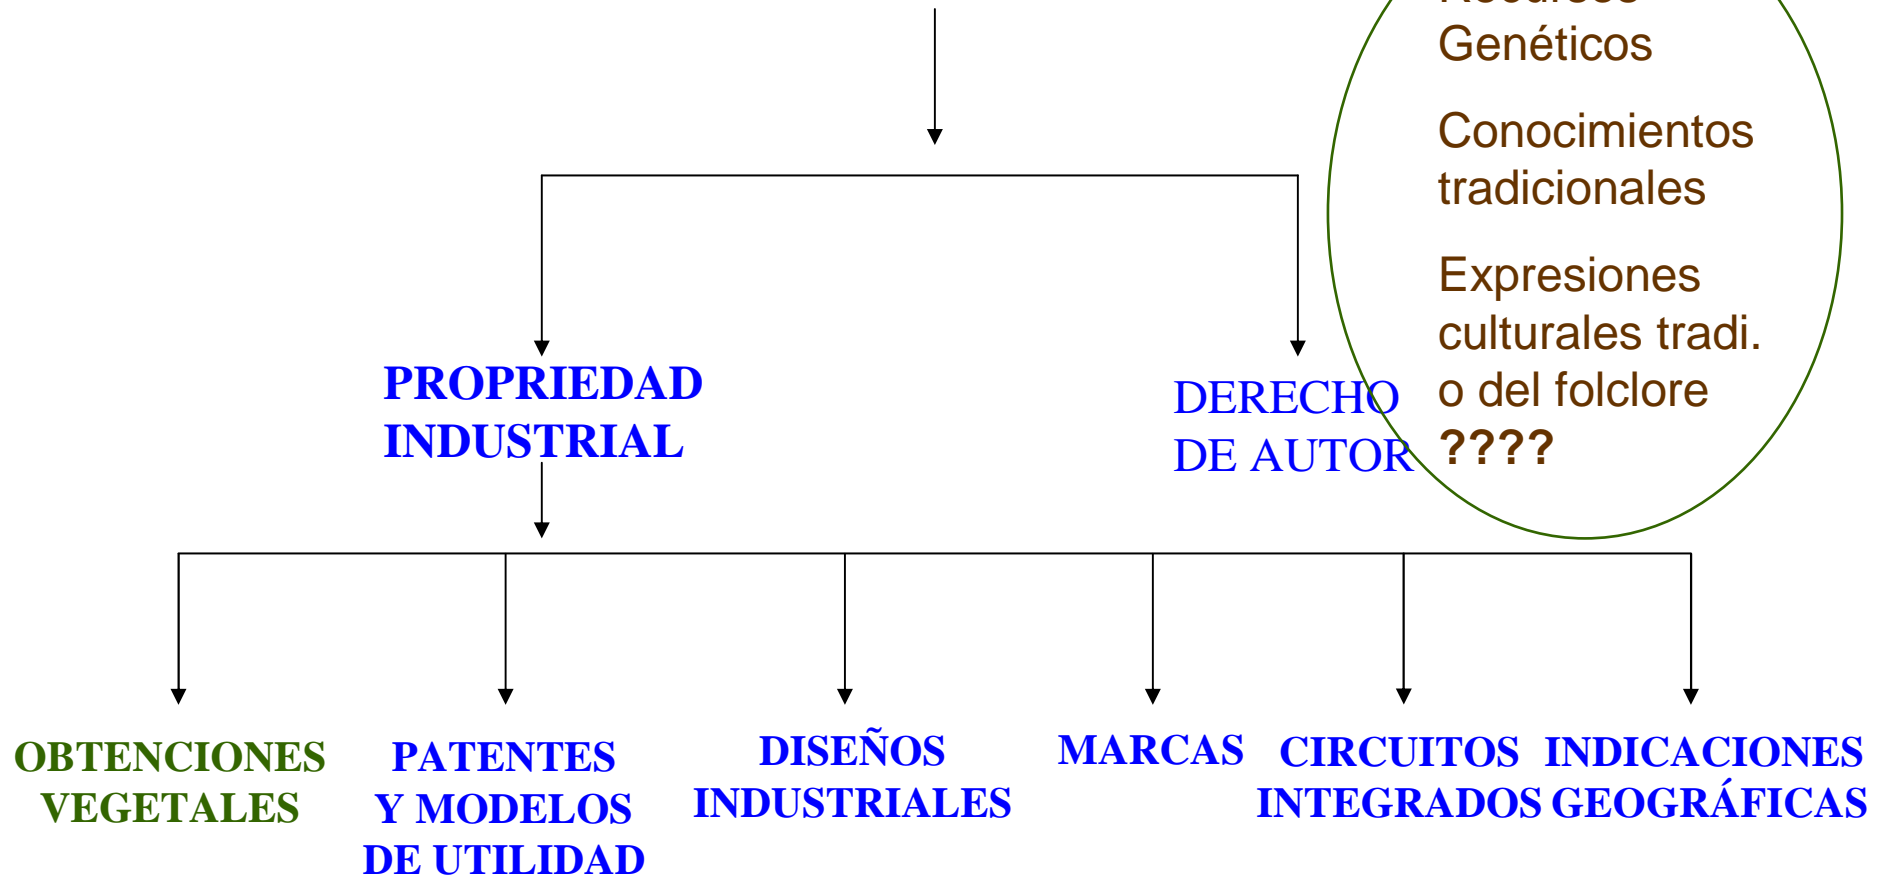 Recursos
Genéticos
Conocimientos
tradicionales
Expresiones
culturales tradi.
o del folclore
????
PROPRIEDAD
INDUSTRIAL
DERECHO
DE AUTOR
OBTENCIONES
VEGETALES
PATENTES
Y MODELOS
DE UTILIDAD
DISEÑOS
INDUSTRIALES
MARCAS
CIRCUITOS
INTEGRADOS
INDICACIONES
GEOGRÁFICAS